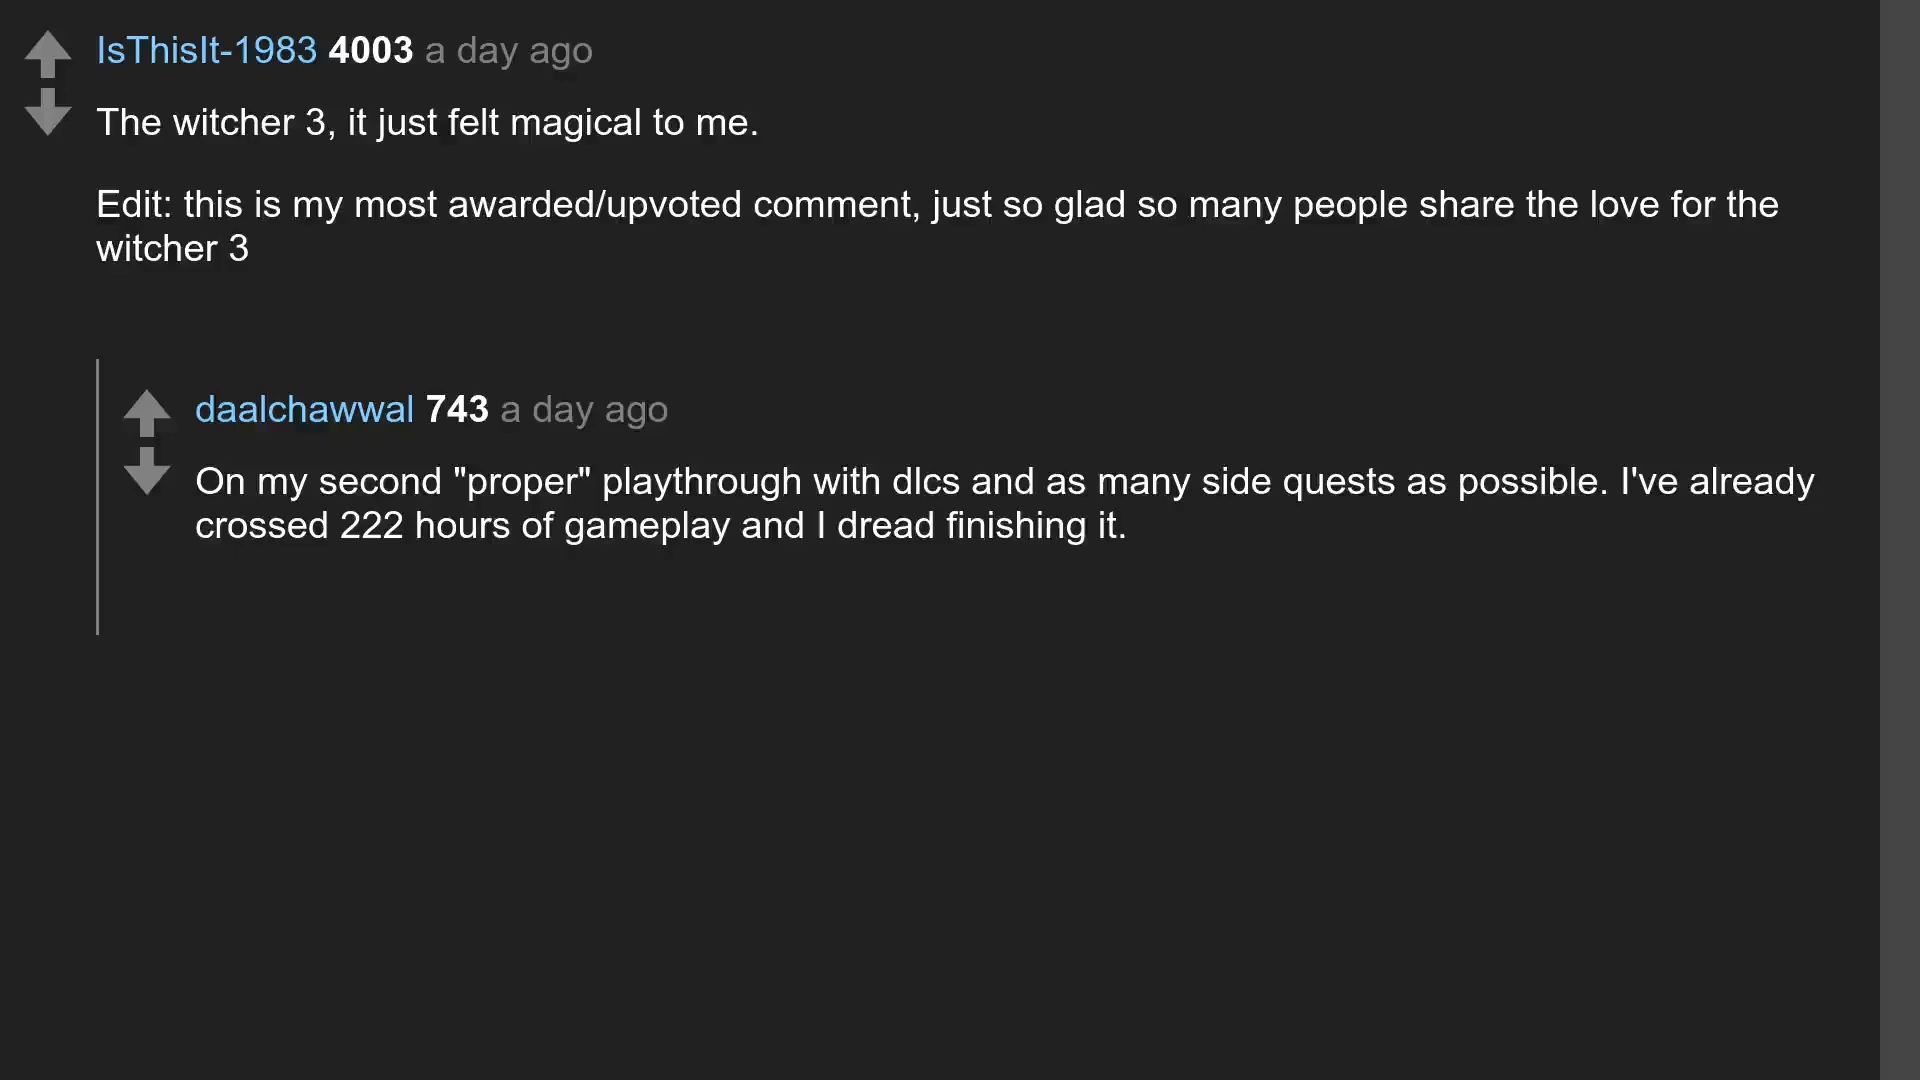 IsThisIt-1983 4003 a day ago
The witcher 3, it just felt magical to me.
Edit: this is my most awarded/upvoted comment, just so glad so many people share the love for the
witcher 3
daalchawwal 743 a day ago
On my second "proper" playthrough with dlcs and as many side quests as possible. I've already
crossed 222 hours of gameplay and I dread finishing it.